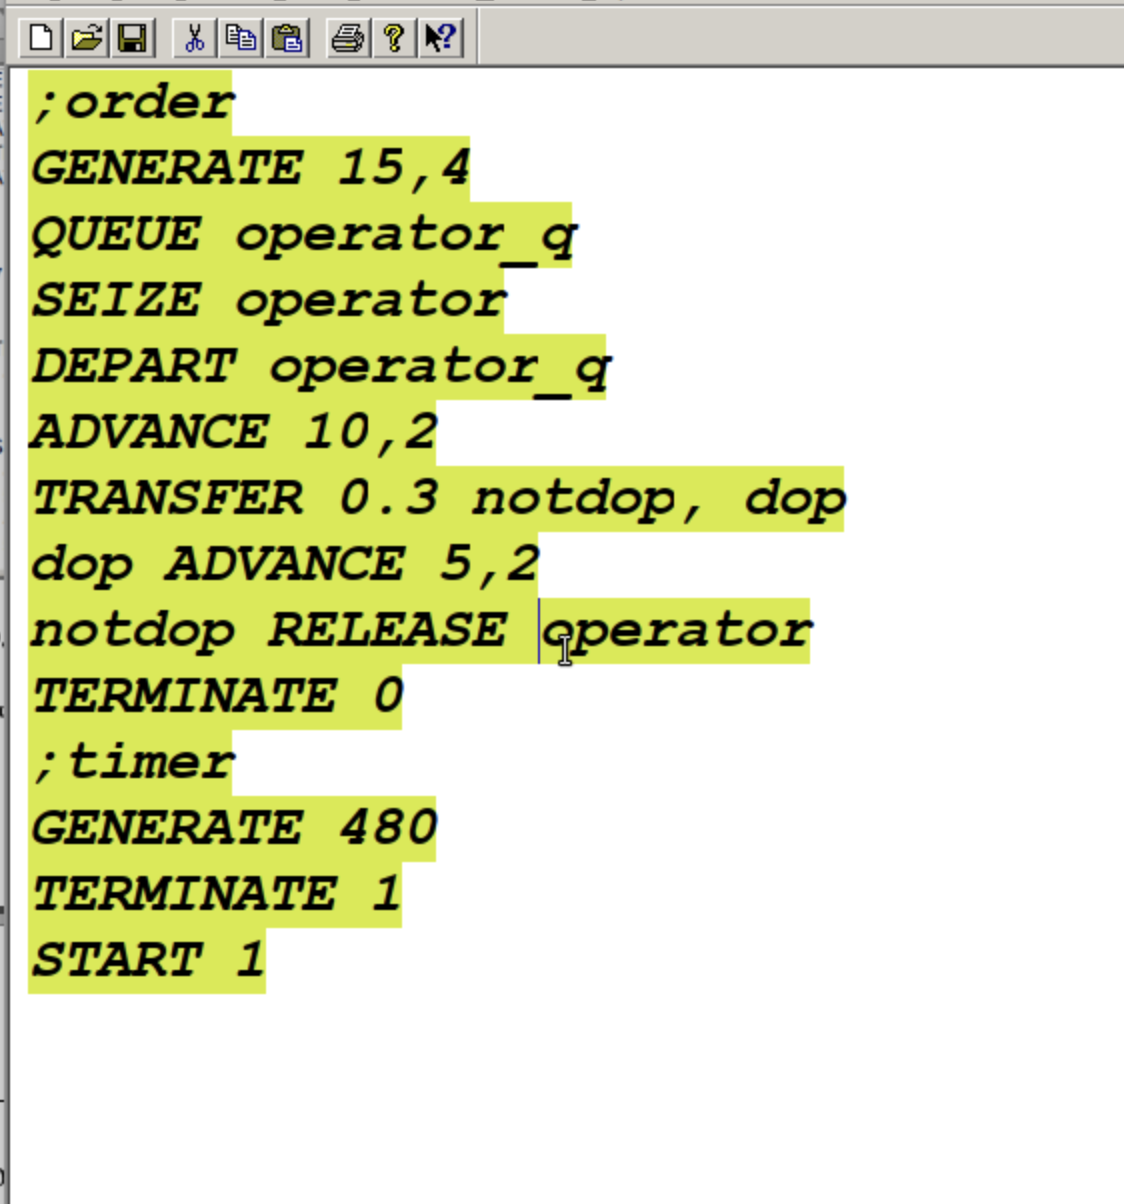 ;order
GENERATE 15,4
QUEUE operator_q
SEIZE operator
DEPART operator_q
ADVANCE 10,2
TRANSFER 0.3 notdop, dop
dop ADVANCE 5,2
notdop RELEASE operator
TERMINATE 0
;timer
GENERATE 480
TERMINATE 1
START 1